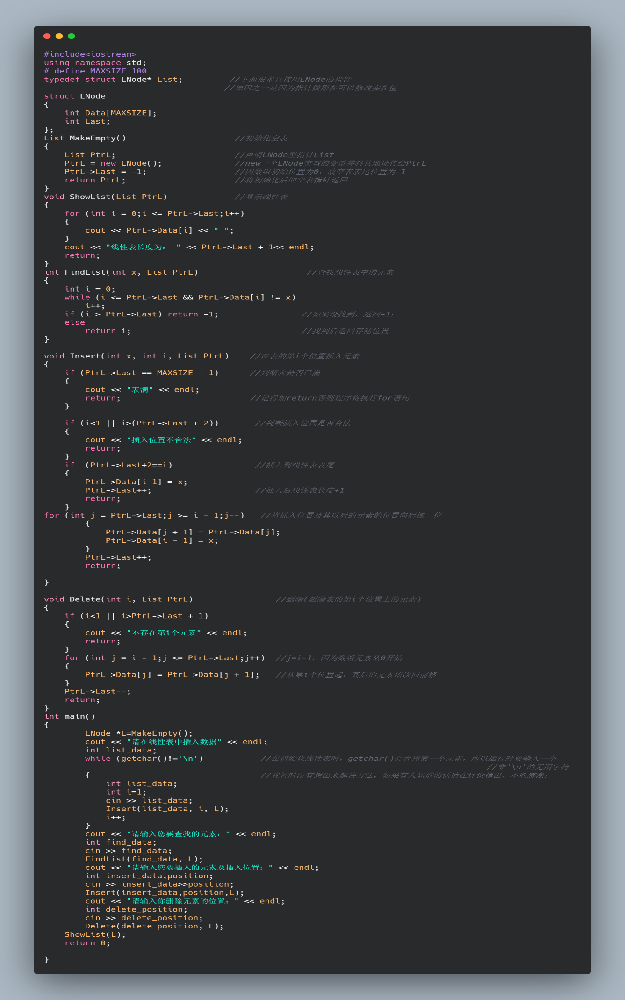 #include<iostream>
using namespace std;
# define MAXSIZE 100
typedef struct LNode* List;         //下面很多直接用LNode的指针
                                   //原因之一是因为指针做形参可以修改实参值
struct LNode
{
    int Data[MAXSIZE];
    int Last;
};
List MakeEmpty()                     //初始化空表
{
    List PtrL;                       //声明LNode型指针List
    PtrL = new LNode();              //new一个LNode类型的变量并将其地址传给PtrL
    PtrL->Last = -1;                 //因数组初始位置为0，故空表表尾位置为-1
    return PtrL;                     //将初始化后的空表指针返回
}
void ShowList(List PtrL)             //显示线性表
{
    for (int i = 0;i <= PtrL->Last;i++)
    {
        cout << PtrL->Data[i] << " ";
    }
    cout << "线性表长度为： " << PtrL->Last + 1<< endl;
    return;
}
int FindList(int x, List PtrL)                     //查找线性表中的元素
{
    int i = 0;
    while (i <= PtrL->Last && PtrL->Data[i] != x)
        i++;
    if (i > PtrL->Last) return -1;                //如果没找到，返回-1；
    else
        return i;                                 //找到后返回存储位置
}

void Insert(int x, int i, List PtrL)    //在表的第i个位置插入元素
{
    if (PtrL->Last == MAXSIZE - 1)      //判断表是否已满
    {
        cout << "表满" << endl;
        return;                         //记得加return否则程序将执行for语句
    }

    if (i<1 || i>(PtrL->Last + 2))       //判断插入位置是否合法
    {
        cout << "插入位置不合法" << endl;
        return;
    }
    if  (PtrL->Last+2==i)                //插入到线性表表尾
    {
        PtrL->Data[i-1] = x;
        PtrL->Last++;                    //插入后线性表长度+1
        return;
    }
for (int j = PtrL->Last;j >= i - 1;j--)   //将插入位置及其以后的元素的位置向后挪一位
        {
            PtrL->Data[j + 1] = PtrL->Data[j];
            PtrL->Data[i - 1] = x;
        }
        PtrL->Last++;
        return;

}

void Delete(int i, List PtrL)                //删除(删除表的第i个位置上的元素)
{
    if (i<1 || i>PtrL->Last + 1)
    {
        cout << "不存在第i个元素" << endl;
        return;
    }
    for (int j = i - 1;j <= PtrL->Last;j++)  //j=i-1，因为数组元素从0开始
    {
        PtrL->Data[j] = PtrL->Data[j + 1];   //从第i个位置起，其后的元素依次向前移
    }
    PtrL->Last--;
    return;
}
int main()
{
        LNode *L=MakeEmpty();
        cout << "请在线性表中插入数据" << endl;
        int list_data;
        while (getchar()!='\n')           //在初始化线性表时，getchar()会吞掉第一个元素，所以运行时要输入一个
                                                                                      //非'\n'的无用字符
        {                                 //我暂时没有想出来解决方法，如果有人知道的话请在评论指出，不胜感激；
            int list_data;
            int i=1;
            cin >> list_data;
            Insert(list_data, i, L);
            i++;
        }
        cout << "请输入您要查找的元素：" << endl;
        int find_data;
        cin >> find_data;
        FindList(find_data, L);
        cout << "请输入您要插入的元素及插入位置：" << endl;
        int insert_data,position;
        cin >> insert_data>>position;
        Insert(insert_data,position,L);
        cout << "请输入你删除元素的位置：" << endl;
        int delete_position;
        cin >> delete_position;
        Delete(delete_position, L);
    ShowList(L);
    return 0;

}